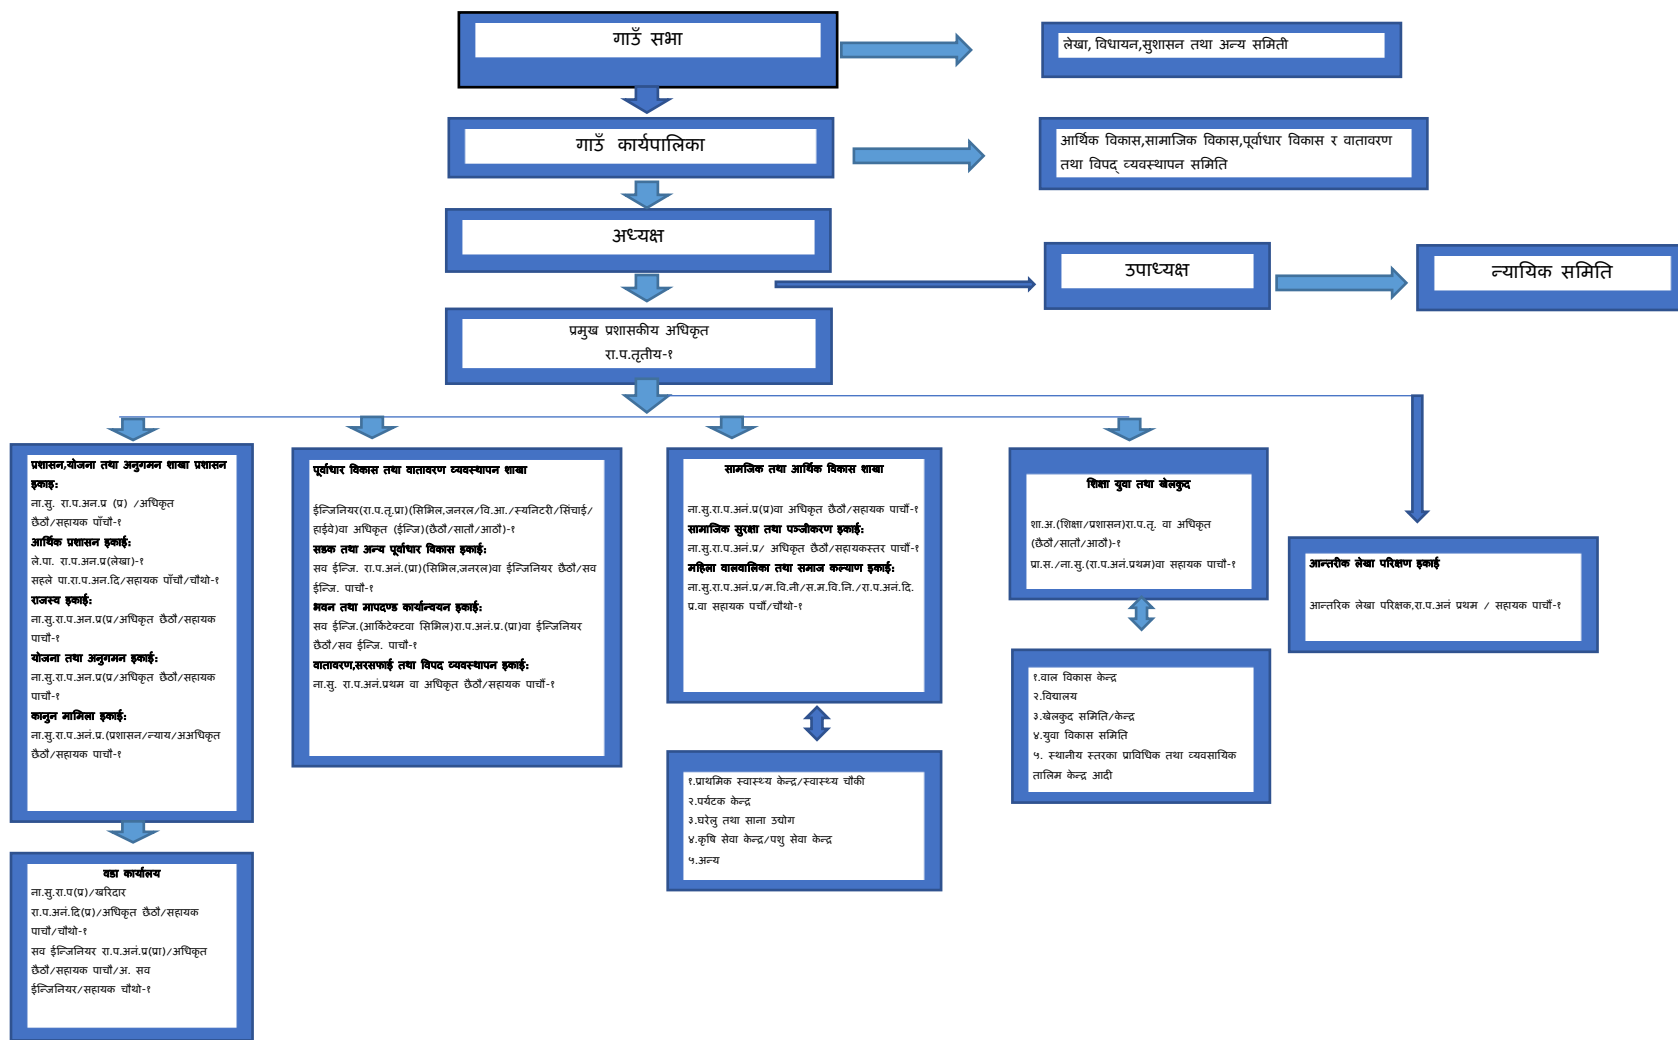 गाउँ सभा
लेखा, विधायन,सुशासन तथा अन्य समिती
गाउँ कार्यपालिका
आर्थिक विकास,सामाजिक विकास,पूर्वाधार विकास र वातावरण
तथा विपद् व्यवस्थापन समिति
अध्यक्ष
उपाध्यक्ष
न्यायिक समिति
प्रमुख प्रशासकीय अधिकृत
रा.प.तृतीय-१
प्रशासन,योजना तथा अनुगमन शाखा प्रशासन
इकाइ:
ना.सु. रा.प.अन.प्र (प्र) /अधिकृत
छैठौ/सहायक पाँचौ-१
आर्थिक प्रशासन इकाई:
ले.पा. रा.प.अन.प्र(लेखा)-१
सहले पा.रा.प.अन.दि/सहायक पाँचौ/चौथो-१
राजस्व इकाई:
ना.सु.रा.प.अन.प्र(प्र/अधिकृत छैठौ/सहायक
पाचौ-१
योजना तथा अनुगमन इकाई:
ना.सु.रा.प.अन.प्र(प्र/अधिकृत छैठौ/सहायक
पाचौ-१
कानुन मामिला इकाई:
ना.सु.रा.प.अनं.प्र.(प्रशासन/न्याय/अअधिकृत
छैठौ/सहायक पाचौ-१
पूर्वाधार विकास तथा वातावरण व्यवस्थापन शाखा
ईन्जिनियर(रा.प.तृ.प्रा)(सिभिल,जनरल/वि.आ./स्यनिटरी/सिंचाई/
हाईवे)वा अधिकृत (ईन्जि)(छैठौ/सातौ/आठौ)-१
सडक तथा अन्य पूर्वाधार विकास इकाई:
सव ईन्जि. रा.प.अनं.(प्रा)(सिभिल,जनरल)वा ईन्जिनियर छैठौ/सव
ईन्जि. पाचौ-१
भवन तथा मापदण्ड कार्यान्वयन इकाई:
सव ईन्जि.(आर्किटेक्टवा सिभिल)रा.प.अनं.प्र.(प्रा)वा ईन्जिनियर
छैठौ/सव ईन्जि. पाचौ-१
वातावरण,सरसफाई तथा विपद व्यवस्थापन इकाई:
ना.सु. रा.प.अनं.प्रथम वा अधिकृत छैठौ/सहायक पाचौं-१
सामजिक तथा आर्थिक विकास शाखा
ना.सु.रा.प.अनं.प्र(प्र)वा अधिकृत छैठौ/सहायक पाचौं-१
सामाजिक सुरक्षा तथा पञ्जीकरण इकाई:
ना.सु.रा.प.अनं.प्र/ अधिकृत छैठौ/सहायकस्तर पाचौं-१
महिला वालवालिका तथा समाज कल्याण इकाई:
ना.सु.रा.प.अनं.प्र/म.वि.नी/स.म.वि.नि./रा.प.अनं.दि.
प्र.वा सहायक पचौं/चौथो-१
शिक्षा युवा तथा खेलकुद
शा.अ.(शिक्षा/प्रशासन)रा.प.तृ. वा अधिकृत
(छैठौ/सातौ/आठौ)-१
प्रा.स./ना.सु.(रा.प.अनं.प्रथम)वा सहायक पाचौ-१
आन्तरीक लेखा परिक्षण इकाई
आन्तरिक लेखा परिक्षक,रा.प.अनं प्रथम / सहायक पाचौं-१
१.वाल विकास केन्द्र
२.विद्यालय
३.खेलकुद समिति/केन्द्र
४.युवा विकास समिति
५. स्थानीय स्तरका प्राविधिक तथा व्यवसायिक
तालिम केन्द्र आदी
१.प्राथमिक स्वास्थ्य केन्द्र/स्वास्थ्य चौकी
२.पर्यटक केन्द्र
३.घरेलु तथा साना उद्योग
४.कृषि सेवा केन्द्र/पशु सेवा केन्द्र
५.अन्य
वडा कार्यालय
ना.सु.रा.प(प्र)/खरिदार
रा.प.अनं.दि(प्र)/अधिकृत छैठौ/सहायक
पाचौ/चौथो-१
सव ईन्जिनियर रा.प.अनं.प्र(प्रा)/अधिकृत
छैठौ/सहायक पाचौ/अ. सव
ईन्जिनियर/सहायक चौथो-१